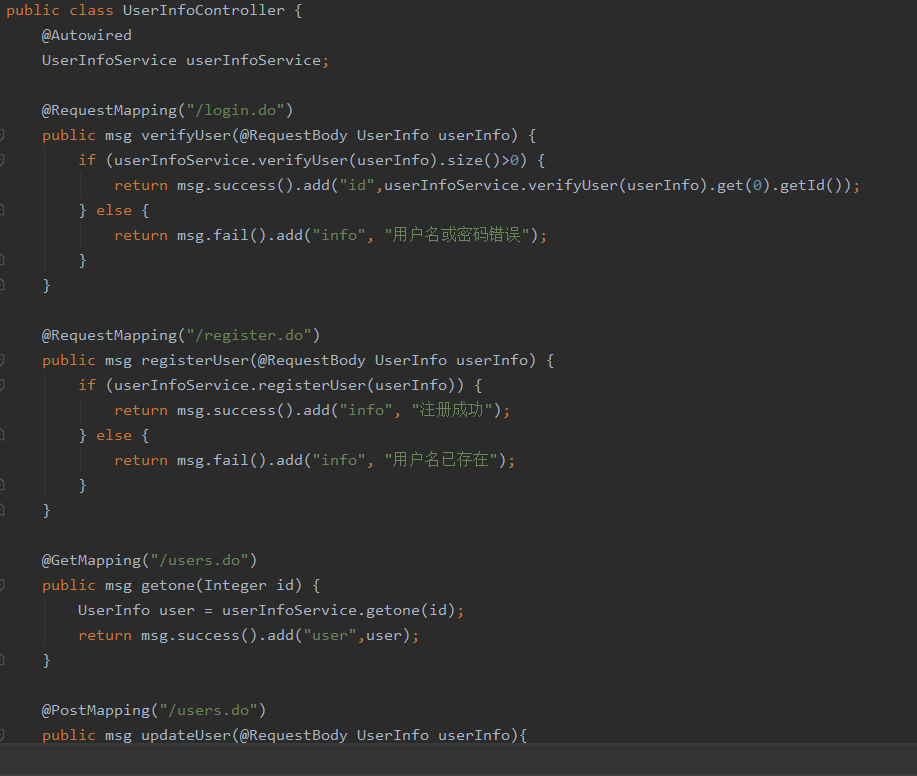 public class UserInfoController {
@Autowired
UserInfoService userInfoService;
@RequestMapping("/login.do")
public msg verifyUser(@RequestBody UserInfo userInfo) {
if (userInfoService.verifyUser(userInfo).size()>0) {
return msg.success().add("id",userInfoService.verifyUser(userInfo).get(0).getId());
} else {
return msg.fail().add("info", "用户名或密码错误");
}
}
@RequestMapping("/register.do")
public msg registerUser(@RequestBody UserInfo userInfo) {
if (userInfoService.registerUser(userInfo)) {
return msg.success().add("info", "注册成功");
} else {
return msg.fail().add("info", "用户名已存在");
}
}
@GetMapping("/users.do")
public msg getone(Integer id) {
UserInfo user = userInfoService.getone(id);
return msg.success().add("user",user);
}
@PostMapping("/users.do")
public msg updateUser(@RequestBody UserInfo userInfo){